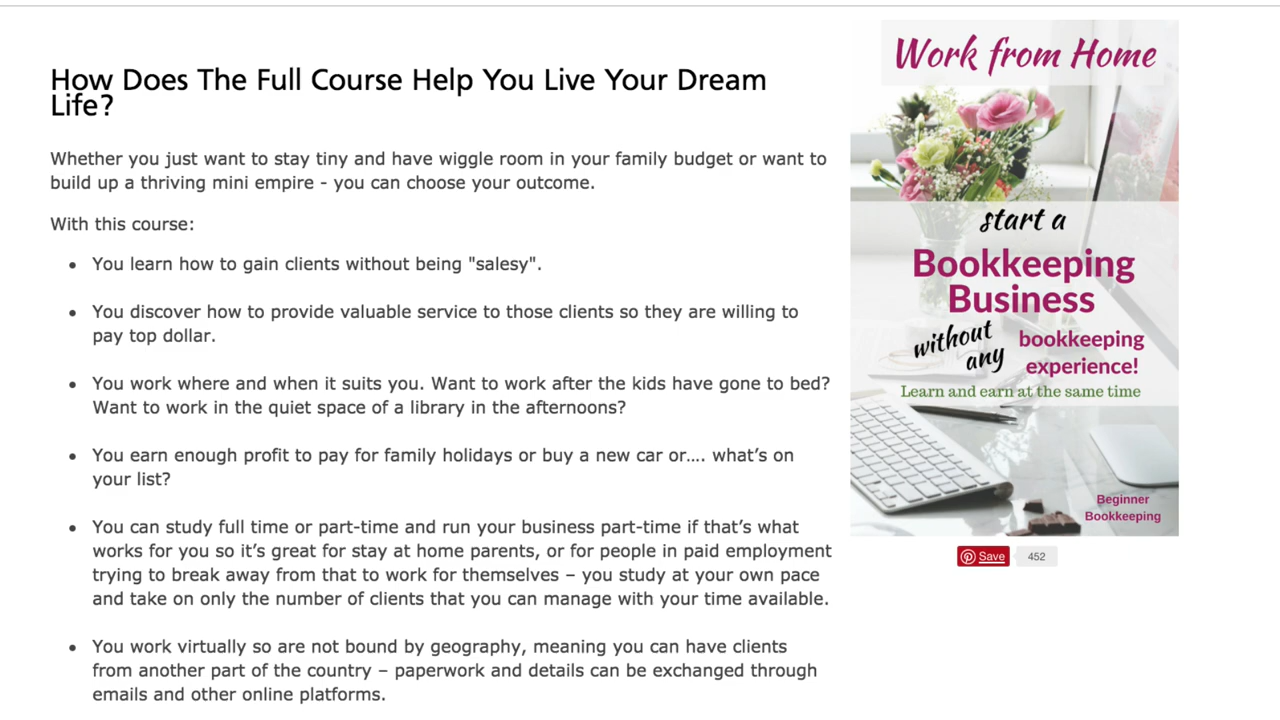 How Does The Full Course Help You Live Your Dream
Life?
Whether you just want to stay tiny and have wiggle room in your family budget or want to
build up a thriving mini empire - you can choose your outcome.
With this course:
• You learn how to gain clients without being "salesy".
• You discover how to provide valuable service to those clients so they are willing to
pay top dollar.
• You work where and when it suits you. Want to work after the kids have gone to bed?
Want to work in the quiet space of a library in the afternoons?
• You earn enough profit to pay for family holidays or buy a new car or.... what’s on
your list?
• You can study full time or part-time and run your business part-time if that’s what
works for you so it’s great for stay at home parents, or for people in paid employment
trying to break away from that to work for themselves – you study at your own pace
and take on only the number of clients that you can manage with your time available.
• You work virtually so are not bound by geography, meaning you can have clients
from another part of the country – paperwork and details can be exchanged through
emails and other online platforms.
Work from Home
start a
Bookkeeping
Business
without any
bookkeeping
experience!
Learn and earn at the same time
Beginner
Bookkeeping
Save 452